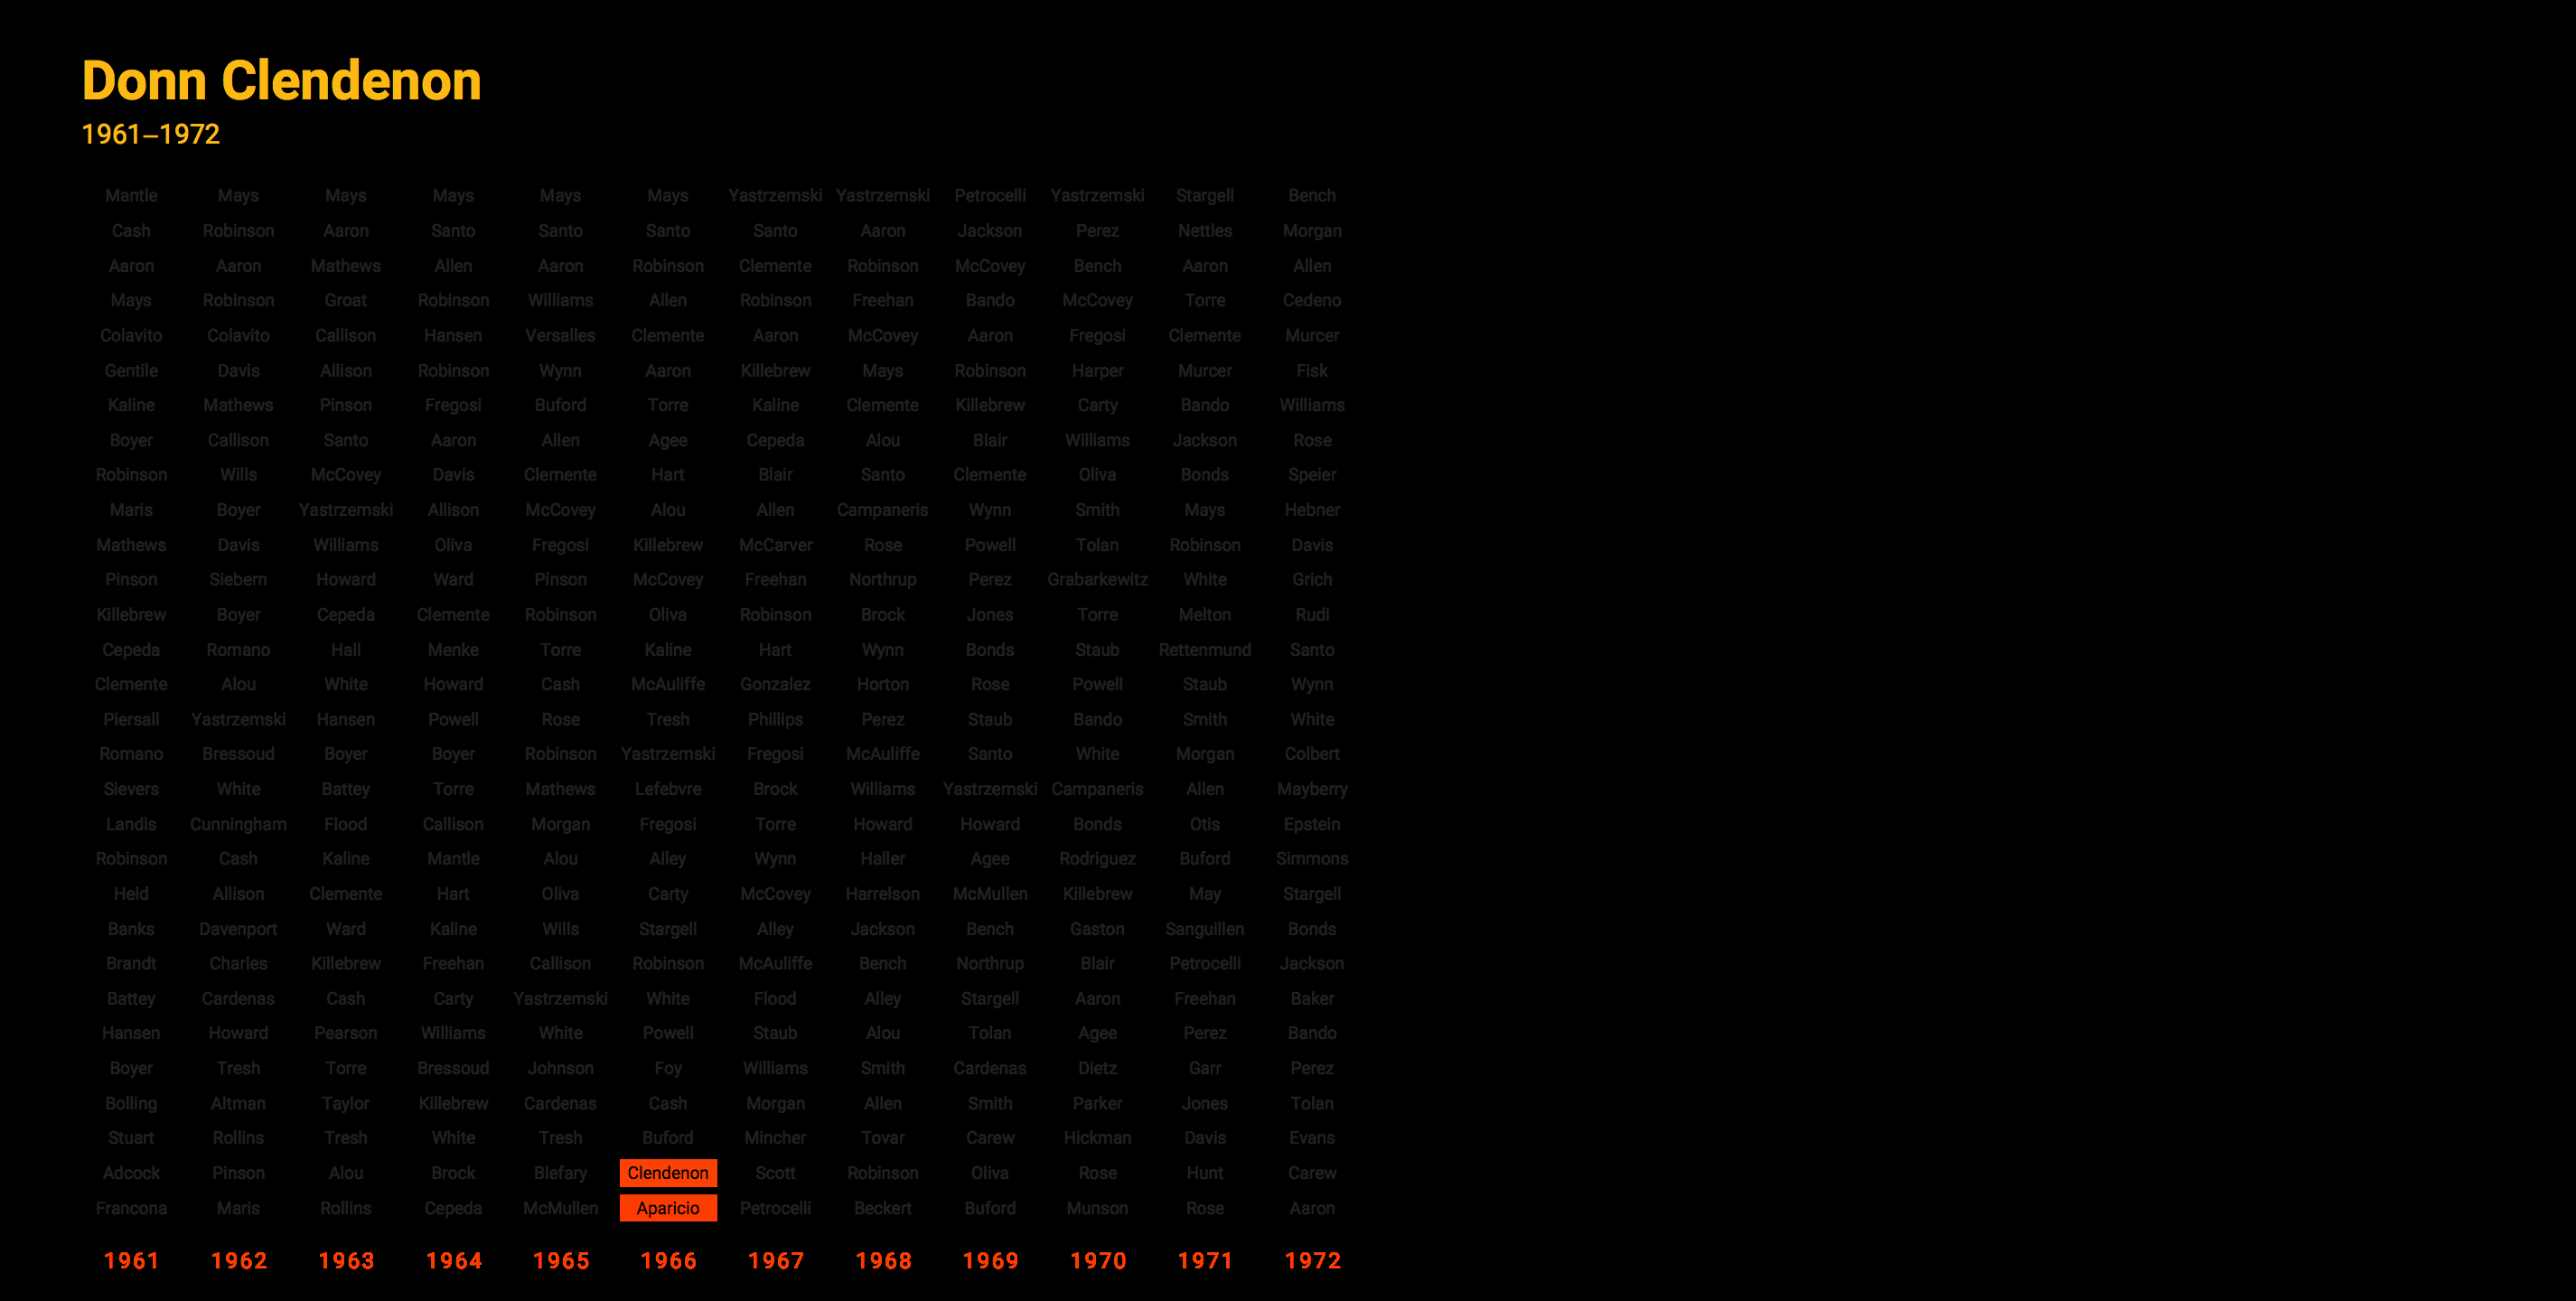 Donn Clendenon
1961–1972
Mantle Mays Mays Mays Mays Mays Yastrzemski Yastrzemski Petrocelli Yastrzemski Stargell Bench
Cash Robinson Aaron Santo Santo Santo Santo Aaron Jackson Perez Nettles Morgan
Aaron Aaron Mathews Allen Aaron Robinson Clemente Robinson McCovey Bench Aaron Allen
Mays Robinson Groat Robinson Williams Allen Robinson Freehan Bando McCovey Torre Cedeno
Colavito Colavito Callison Hansen Versalles Clemente Aaron McCovey Aaron Fregosi Clemente Murcer
Gentile Davis Allison Robinson Wynn Aaron Killebrew Mays Robinson Harper Murcer Fisk
Kaline Mathews Pinson Fregosi Buford Torre Kaline Clemente Killebrew Carty Bando Williams
Boyer Callison Santo Aaron Allen Agee Cepeda Alou Blair Williams Jackson Rose
Robinson Wills McCovey Davis Clemente Hart Blair Santo Clemente Oliva Bonds Speier
Maris Boyer Yastrzemski Allison McCovey Alou Allen Campaneris Wynn Smith Mays Hebner
Mathews Davis Williams Oliva Fregosi Killebrew McCarver Rose Powell Tolan Robinson Davis
Pinson Siebern Howard Ward Pinson McCovey Freehan Northrup Perez Grabarkewitz White Grich
Killebrew Boyer Cepeda Clemente Robinson Oliva Robinson Brock Jones Torre Melton Rudi
Cepeda Romano Hall Menke Torre Kaline Hart Wynn Bonds Staub Rettenmund Santo
Clemente Alou White Howard Cash McAuliffe Gonzalez Horton Rose Powell Staub Wynn
Piersall Yastrzemski Hansen Powell Rose Tresh Phillips Perez Staub Bando Smith White
Romano Bressoud Boyer Boyer Robinson Yastrzemski Fregosi McAuliffe Santo White Morgan Colbert
Sievers White Battey Torre Mathews Lefebvre Brock Williams Yastrzemski Campaneris Allen Mayberry
Landis Cunningham Flood Callison Morgan Fregosi Torre Howard Howard Bonds Otis Epstein
Robinson Cash Kaline Mantle Alou Alley Wynn Haller Agee Rodriguez Buford Simmons
Held Allison Clemente Hart Oliva Carty McCovey Harrelson McMullen Killebrew May Stargell
Banks Davenport Ward Kaline Wills Stargell Alley Jackson Bench Gaston Sanguillen Bonds
Brandt Charles Killebrew Freehan Callison Robinson McAuliffe Bench Northrup Blair Petrocelli Jackson
Battey Cardenas Cash Carty Yastrzemski White Flood Alley Stargell Aaron Freehan Baker
Hansen Howard Pearson Williams White Powell Staub Alou Tolan Agee Perez Bando
Boyer Tresh Torre Bressoud Johnson Foy Williams Smith Cardenas Dietz Garr Perez
Bolling Altman Taylor Killebrew Cardenas Cash Morgan Allen Smith Parker Jones Tolan
Stuart Rollins Tresh White Tresh Buford Mincher Tovar Carew Hickman Davis Evans
Adcock Pinson Alou Brock Blefary Clendenon Scott Robinson Oliva Rose Hunt Carew
Francona Maris Rollins Cepeda McMullen Aparicio Petrocelli Beckert Buford Munson Rose Aaron
1961 1962 1963 1964 1965 1966 1967 1968 1969 1970 1971 1972